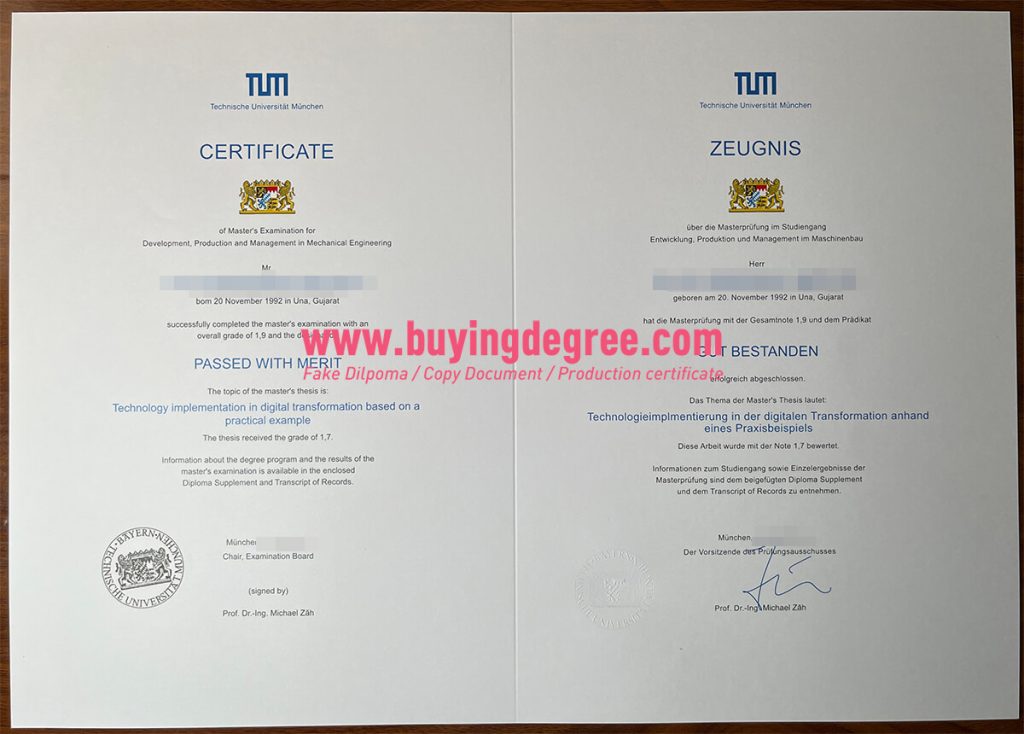 TUM
Technische Universität München
CERTIFICATE
of Master's Examination for
Development, Production and Management in Mechanical Engineering
Mr
born 20 November 1992 in Una, Gujarat
successfully completed the master's examination with an
overall grade of 1,9 and the
PASSED WITH MERIT
The topic of the master's thesis is:
Technology implementation in digital transformation based on a
practical example
The thesis received the grade of 1,7.
Information about the degree program and the results of the
master's examination is available in the enclosed
Diploma Supplement and Transcript of Records.
Chair, Examination Board
(signed by)
Prof. Dr.-Ing. Michael Zäh
BAYERN·MÜNCHEN
TECHNISCHE UNIVERSITÄT
TUM
Technische Universität München
ZEUGNIS
über die Masterprüfung im Studiengang
Entwicklung, Produktion und Management im Maschinenbau
Herr
geboren am 20. November 1992 in Una, Gujarat
hat die Masterprüfung mit der Gesamtnote 1,9 und dem Prädikat
GUT BESTANDEN
erfolgreich abgeschlossen.
Das Thema der Master's Thesis lautet:
Technologieimplmentierung in der digitalen Transformation anhand
eines Praxisbeispiels
Diese Arbeit wurde mit der Note 1,7 bewertet.
Informationen zum Studiengang sowie Einzelergebnisse der
Masterprüfung sind dem beigefügten Diploma Supplement
und dem Transcript of Records zu entnehmen.
München,
Der Vorsitzende des Prüfungsausschusses
Prof. Dr.-Ing. Michael Zäh
www.buyingdegree.com
Fake Dilpoma / Copy Document / Production certificate